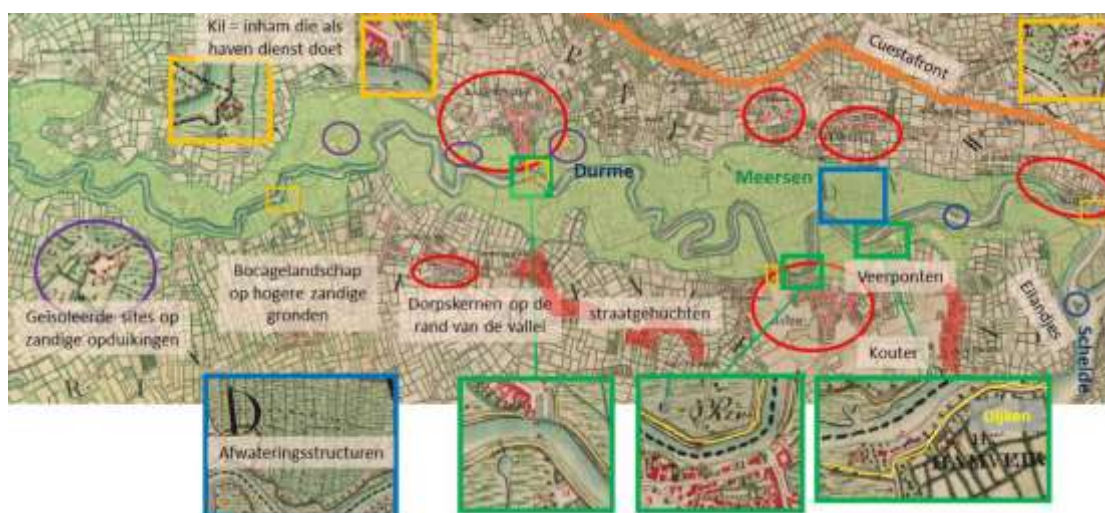 Kil = inham die als
haven dienst doet
Cuestafront
Durme
Meersen
Geïsoleerde sites op
zandige opduikingen
Bocagelandschap
op hogere zandige
gronden
Dorpskernen op de
rand van de vallei
straatgehuchten
Veerponten
Kouter
Eilandjes
Schelde
D
Afwateringsstructuren
Dijken